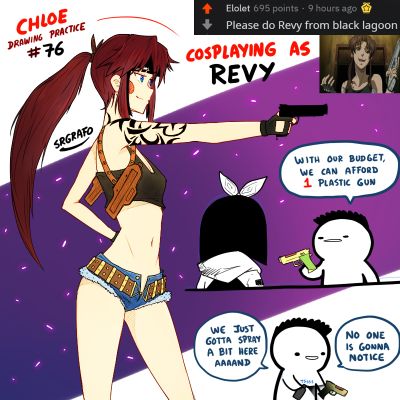 CHLOE
DRAWING PRACTICE
#76
Elolet 695 points · 9 hours ago
Please do Revy from black lagoon
COSPLAYING AS
REVY
SRGRAFO
WITH OUR BUDGET,
WE CAN AFFORD
1 PLASTIC GUN
WE JUST
GOTTA SPRAY
A BIT HERE
AAAAND
NO ONE
IS GONNA
NOTICE